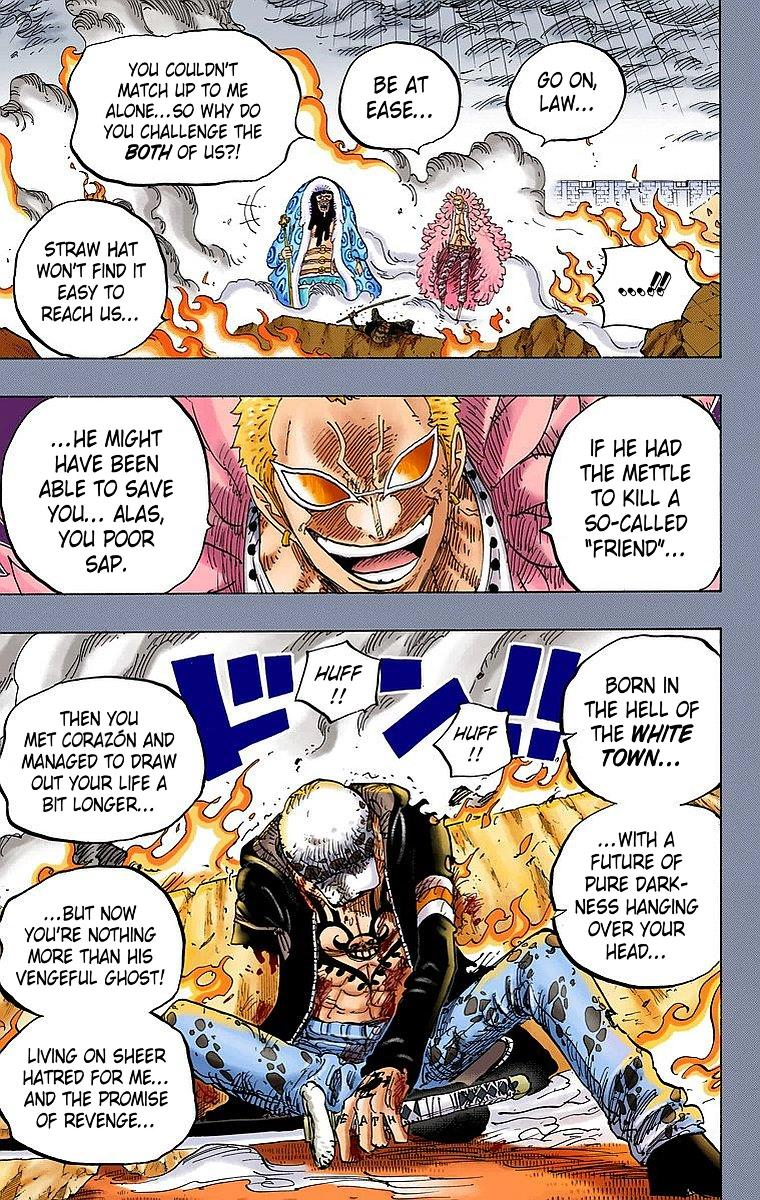 GO ON,
LAW...
BE AT
EASE...
YOU COULDN'T
MATCH UP TO ME
ALONE...SO WHY DO
YOU CHALLENGE THE
BOTH OF US?!
STRAW HAT
WON'T FIND IT
EASY TO
REACH US...
...!!
IF HE HAD
THE METTLE
TO KILL A
SO-CALLED
"FRIEND"...
...HE MIGHT
HAVE BEEN
ABLE TO SAVE
YOU... ALAS,
YOU POOR
SAP.
BORN IN
THE HELL OF
THE WHITE
TOWN...
...WITH A
FUTURE OF
PURE DARK-
NESS HANGING
OVER YOUR
HEAD...
ドン!!
HUFF
!!
HUFF
!!
THEN YOU
MET CORAZÓN AND
MANAGED TO DRAW
OUT YOUR LIFE A
BIT LONGER...
...BUT NOW
YOU'RE NOTHING
MORE THAN HIS
VENGEFUL GHOST!
LIVING ON SHEER
HATRED FOR ME...
AND THE PROMISE
OF REVENGE...